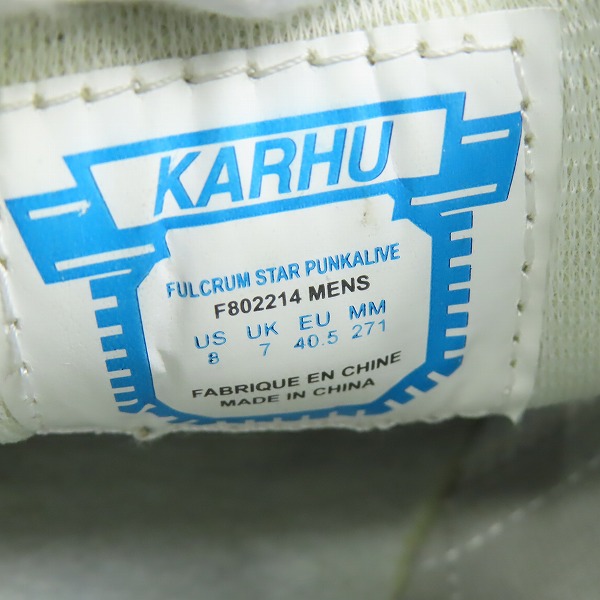 KARHU
FULCRUM STAR PUNKALIVE
F802214 MENS
US UK EU MM
8 7 40.5 271
FABRIQUE EN CHINE
MADE IN CHINA